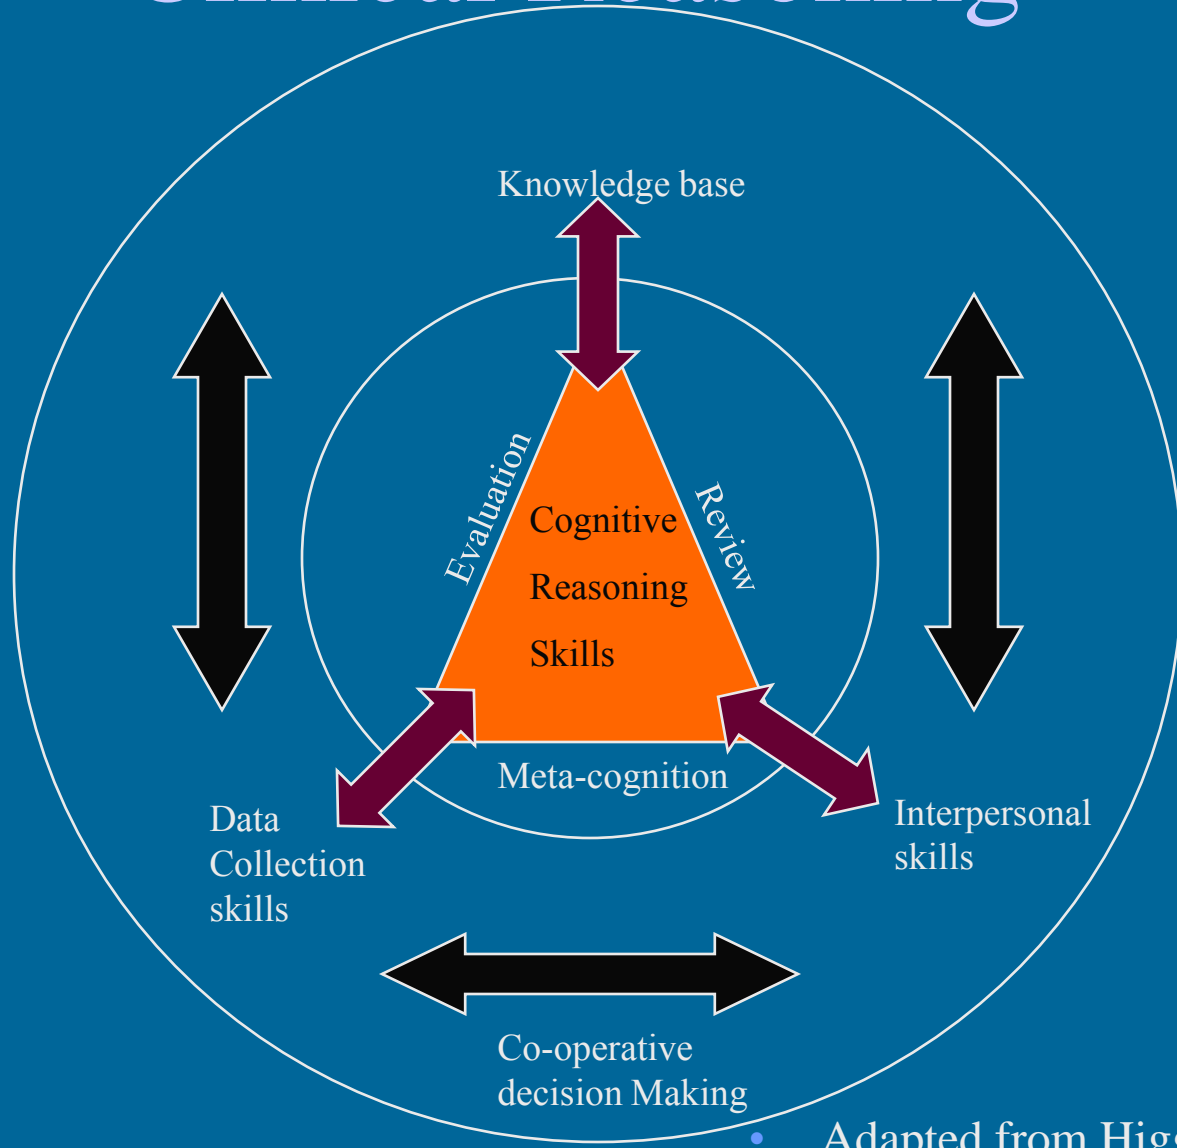 Knowledge base
Evaluation
Review
Cognitive
Reasoning
Skills
Meta-cognition
Data
Collection
skills
Interpersonal
skills
Co-operative
decision Making
• Adapted from